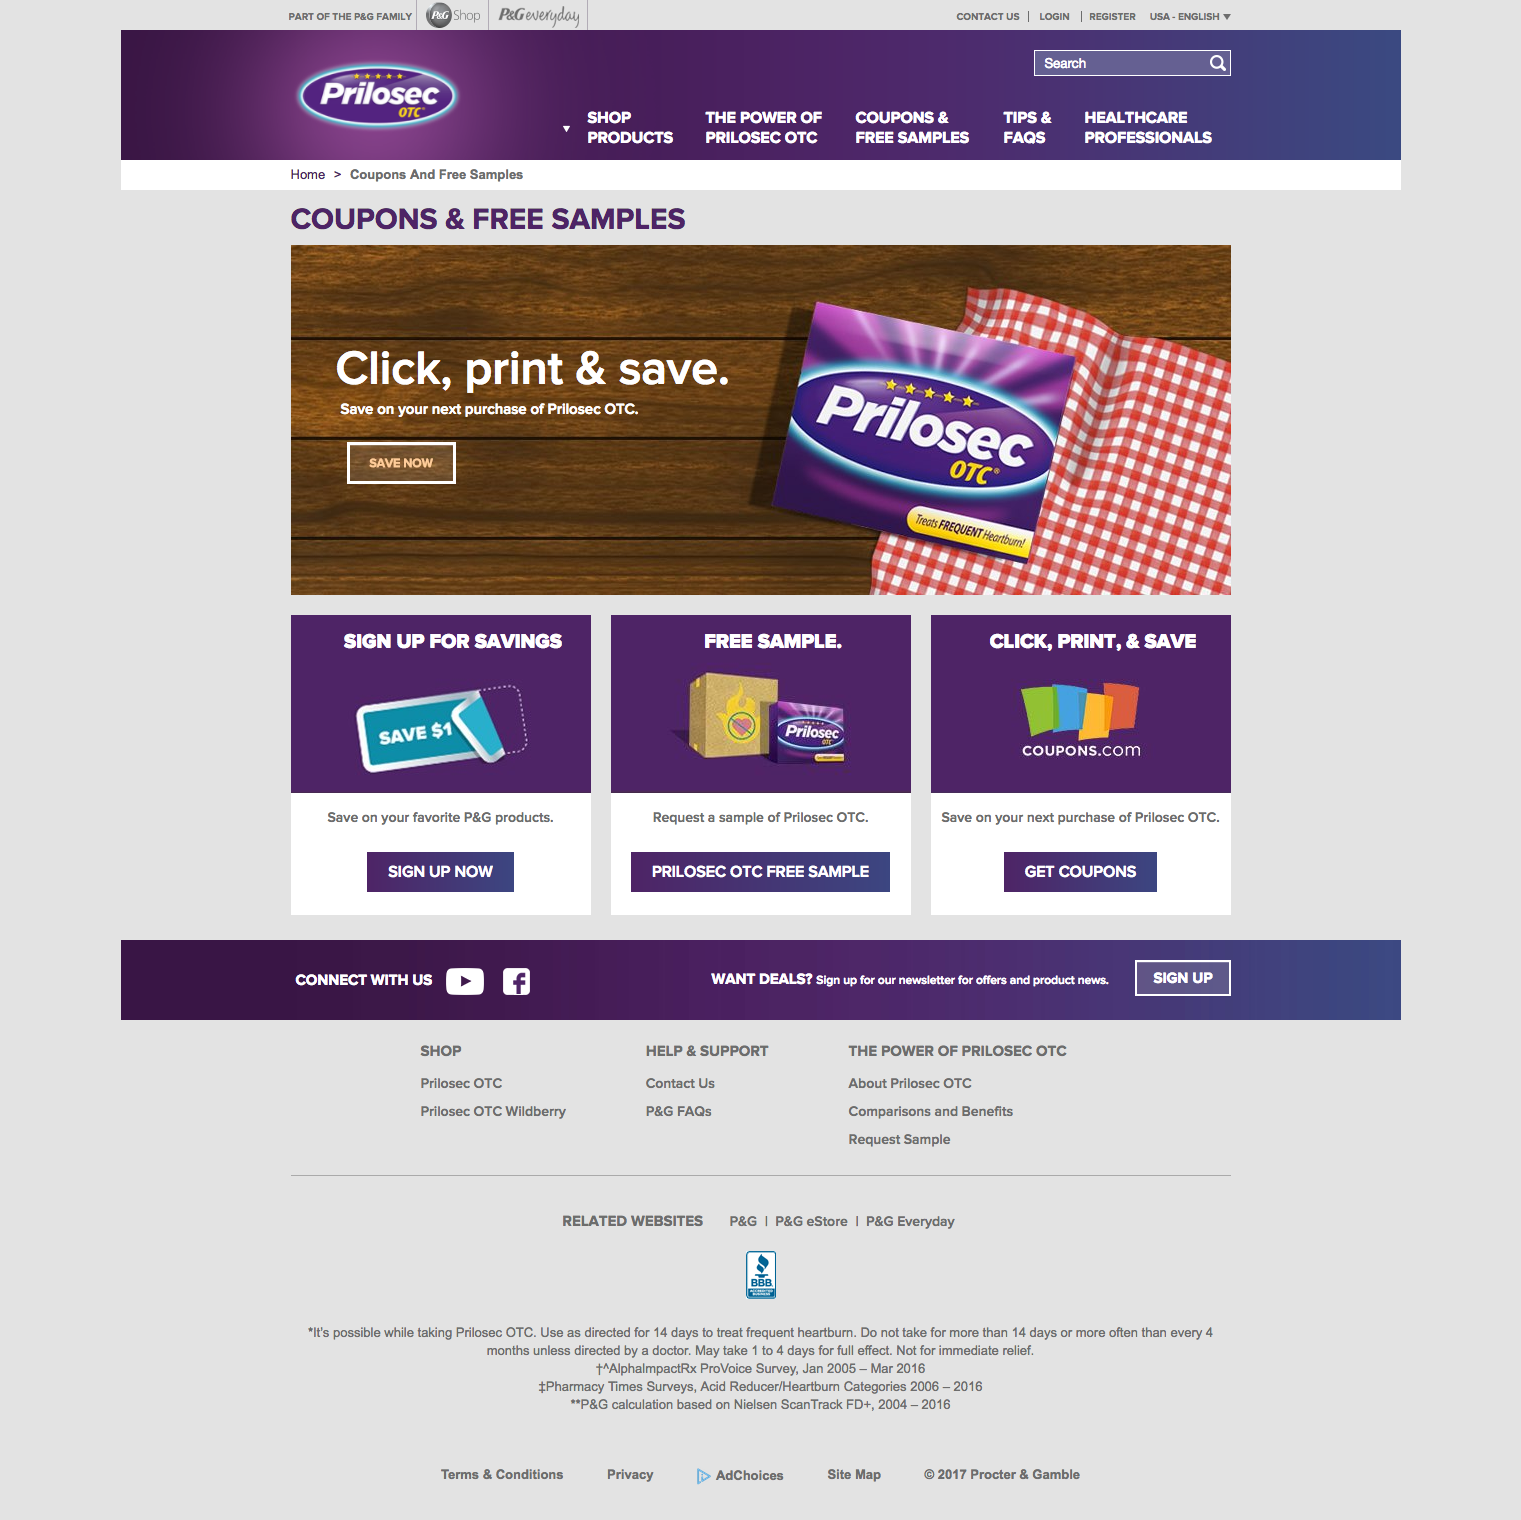 PART OF THE P&G FAMILY
P&G Shop
P&G everyday
CONTACT US | LOGIN | REGISTER USA - ENGLISH
Prilosec
OTC
Search
SHOP PRODUCTS
THE POWER OF PRILOSEC OTC
COUPONS & FREE SAMPLES
TIPS & FAQS
HEALTHCARE PROFESSIONALS
Home > Coupons And Free Samples
COUPONS & FREE SAMPLES
Click, print & save.
Save on your next purchase of Prilosec OTC.
SAVE NOW
Prilosec
OTC®
Treats FREQUENT Heartburn!
SIGN UP FOR SAVINGS
SAVE $1
Save on your favorite P&G products.
SIGN UP NOW
FREE SAMPLE.
Prilosec
OTC
Request a sample of Prilosec OTC.
PRILOSEC OTC FREE SAMPLE
CLICK, PRINT, & SAVE
COUPONS.com
Save on your next purchase of Prilosec OTC.
GET COUPONS
CONNECT WITH US
WANT DEALS? Sign up for our newsletter for offers and product news.
SIGN UP
SHOP
Prilosec OTC
Prilosec OTC Wildberry
HELP & SUPPORT
Contact Us
P&G FAQs
THE POWER OF PRILOSEC OTC
About Prilosec OTC
Comparisons and Benefits
Request Sample
RELATED WEBSITES P&G | P&G eStore | P&G Everyday
BBB
ACCREDITED
BUSINESS
*It's possible while taking Prilosec OTC. Use as directed for 14 days to treat frequent heartburn. Do not take for more than 14 days or more often than every 4
months unless directed by a doctor. May take 1 to 4 days for full effect. Not for immediate relief.
†^AlphaImpactRx ProVoice Survey, Jan 2005 – Mar 2016
‡Pharmacy Times Surveys, Acid Reducer/Heartburn Categories 2006 – 2016
**P&G calculation based on Nielsen ScanTrack FD+, 2004 – 2016
Terms & Conditions Privacy AdChoices Site Map © 2017 Procter & Gamble